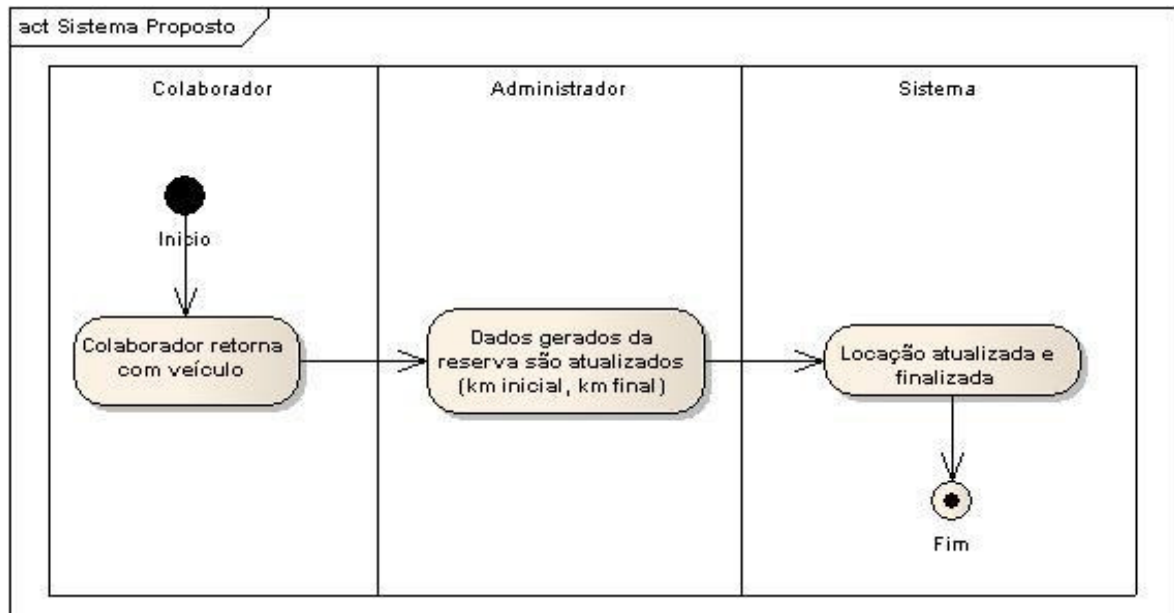 act Sistema Proposto
Colaborador
Administrador
Sistema
Inicio
Colaborador retorna
com veículo
Dados gerados da
reserva são atualizados
(km inicial, km final)
Locação atualizada e
finalizada
Fim